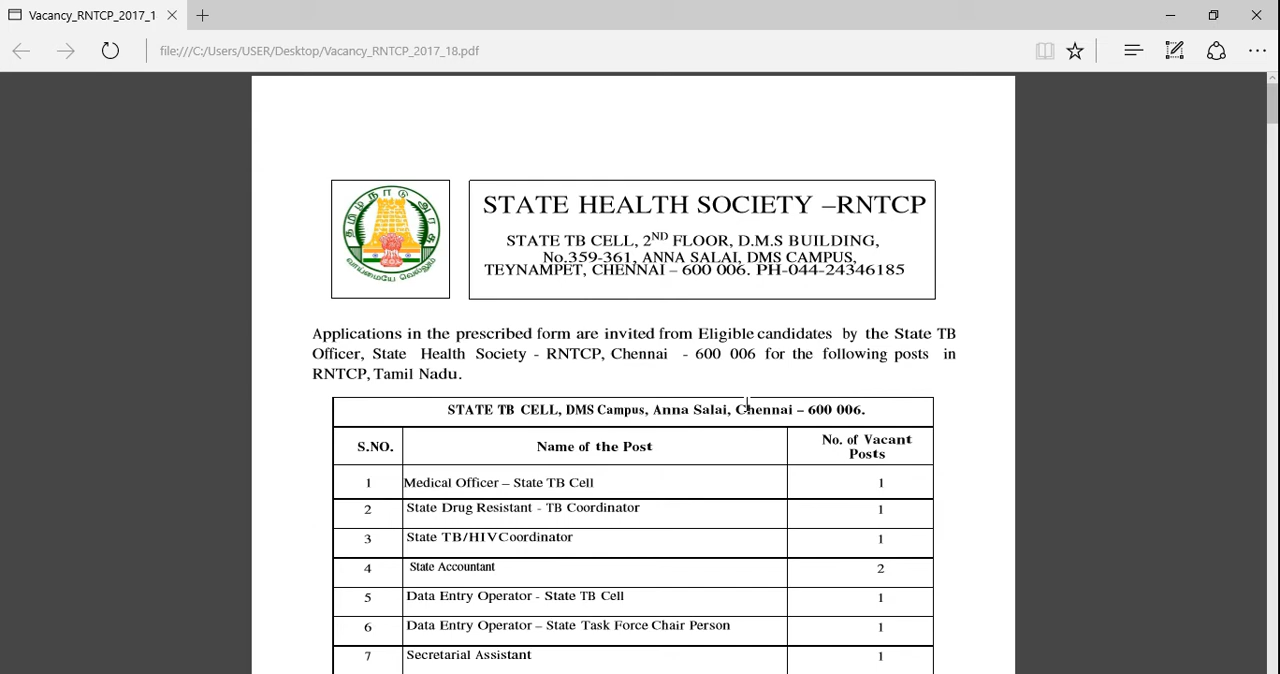 Vacancy_RNTCP_2017_1
file:///C:/Users/USER/Desktop/Vacancy_RNTCP_2017_18.pdf
தமிழ்நாடு அரசு
வாய்மையே வெல்லும்
STATE HEALTH SOCIETY –RNTCP
STATE TB CELL, 2ND FLOOR, D.M.S BUILDING,
No.359-361, ANNA SALAI, DMS CAMPUS,
TEYNAMPET, CHENNAI – 600 006. PH-044-24346185
Applications in the prescribed form are invited from Eligible candidates by the State TB
Officer, State Health Society - RNTCP, Chennai - 600 006 for the following posts in
RNTCP, Tamil Nadu.
STATE TB CELL, DMS Campus, Anna Salai, Chennai – 600 006.
S.NO. Name of the Post No. of Vacant
Posts
1 Medical Officer – State TB Cell 1
2 State Drug Resistant - TB Coordinator 1
3 State TB/HIV Coordinator 1
4 State Accountant 2
5 Data Entry Operator - State TB Cell 1
6 Data Entry Operator – State Task Force Chair Person 1
7 Secretarial Assistant 1